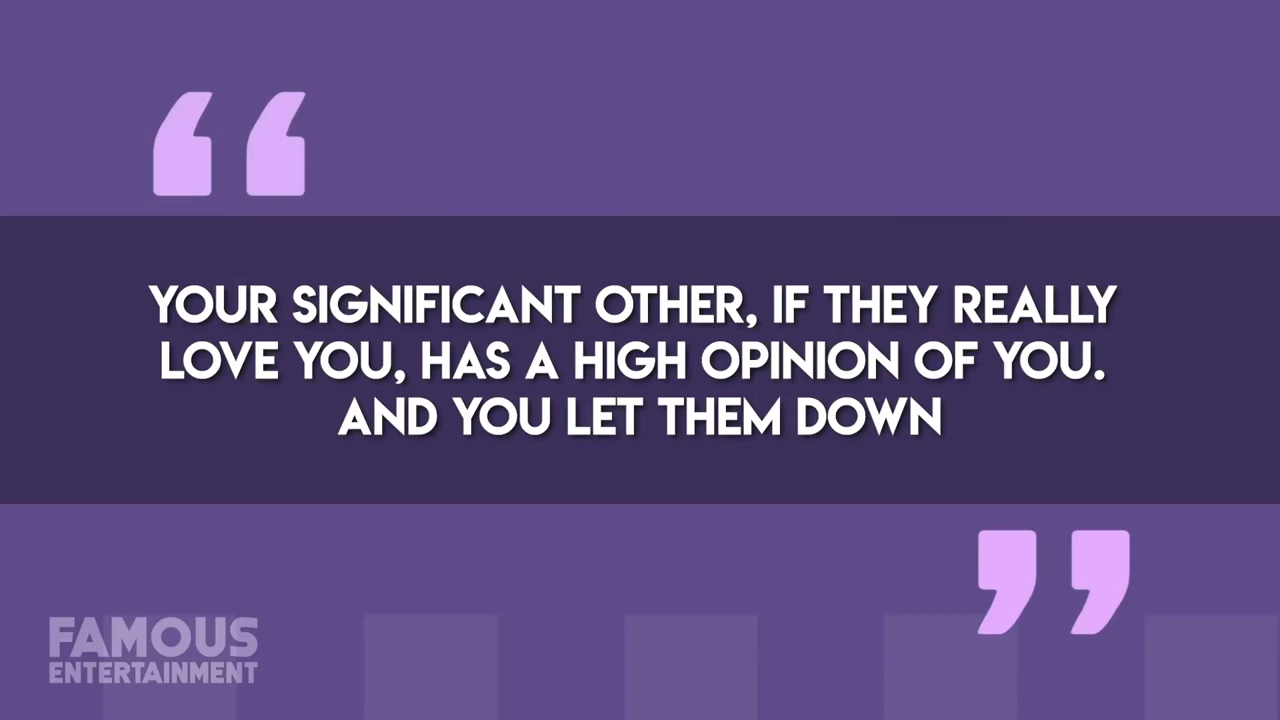 “
YOUR SIGNIFICANT OTHER, IF THEY REALLY
LOVE YOU, HAS A HIGH OPINION OF YOU.
AND YOU LET THEM DOWN
”
FAMOUS
ENTERTAINMENT